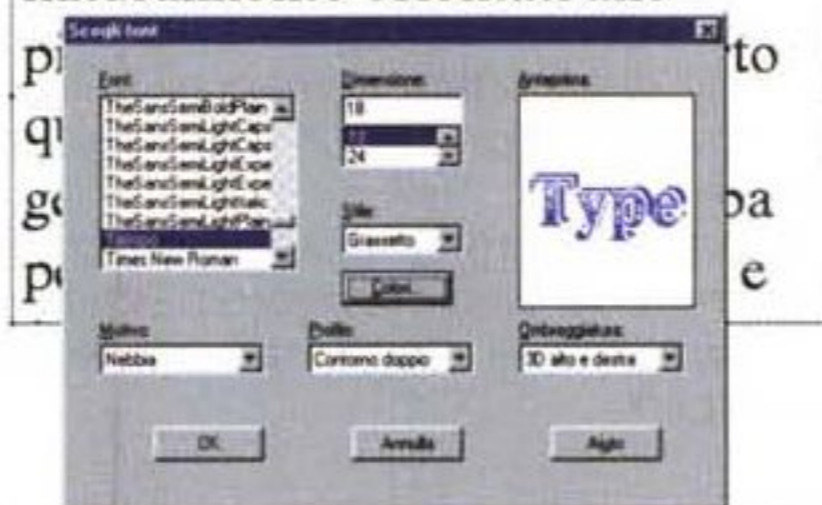 Scegli font
to
Font:
TheSansSemiBoldPlain
TheSansSemiLightCaps
TheSansSemiLightCaps
TheSansSemiLightExpe
TheSansSemiLightExpe
TheSansSemiLightItalic
TheSansSemiLightPlain
Times New Roman
Dimensione:
18
24
Stile:
Grassetto
Colori...
Anteprima:
Type
Motivo:
Nebbia
Profilo:
Contorno doppio
Ombreggiatura:
3D alto e destra
OK
Annulla
Aiuto
p
qu
ge
pa
pe
e